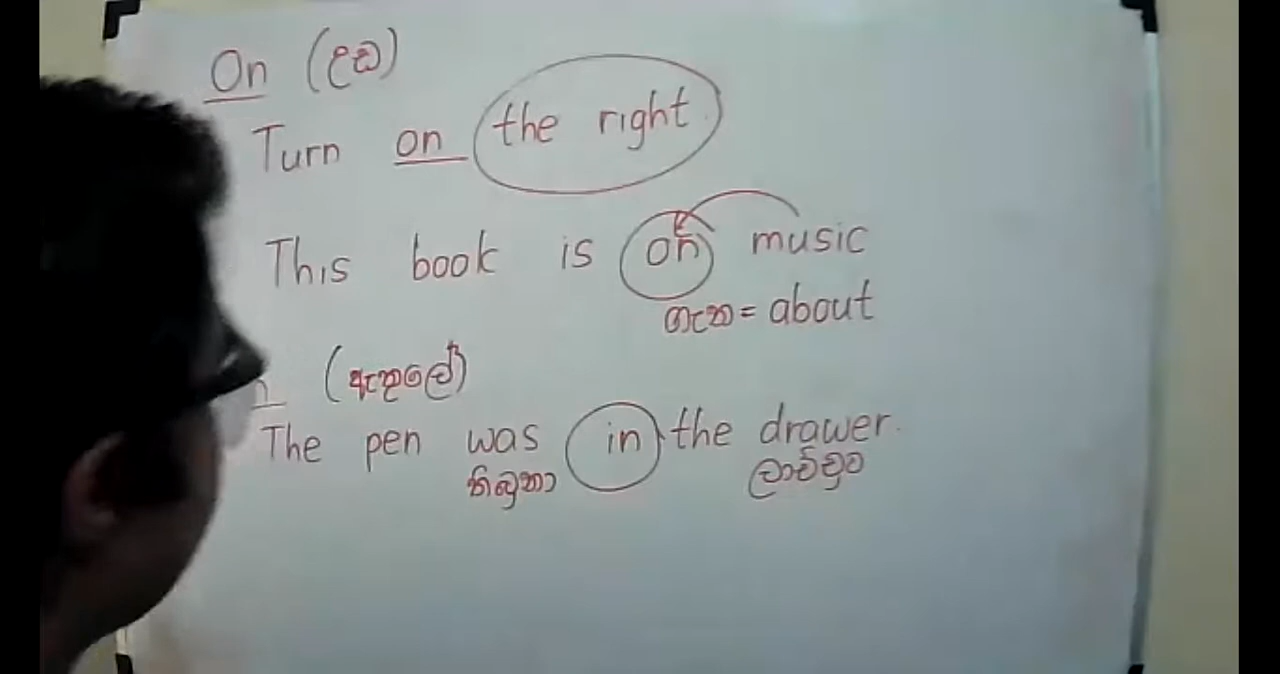 On (උඩ)
Turn on the right.
This book is on music
ගැන = about
(ඇතුලේ)
The pen was in the drawer.
තිබුනා ලාච්චුව